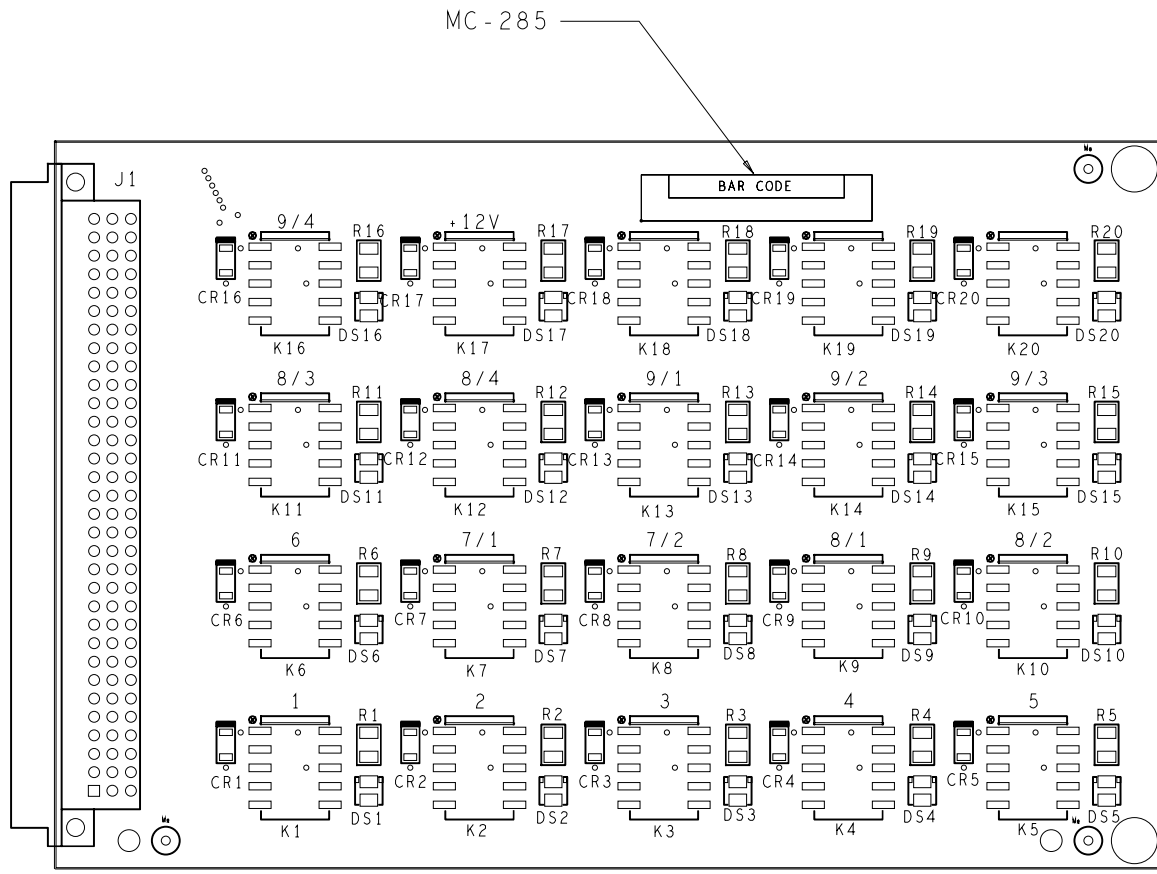 MC-285
J1
BAR CODE
9/4 R16 +12V R17 R18 R19 R20
CR16 CR17 CR18 CR19 CR20
DS16 DS17 DS18 DS19 DS20
K16 K17 K18 K19 K20
8/3 R11 8/4 R12 9/1 R13 9/2 R14 9/3 R15
CR11 CR12 CR13 CR14 CR15
DS11 DS12 DS13 DS14 DS15
K11 K12 K13 K14 K15
6 R6 7/1 R7 7/2 R8 8/1 R9 8/2 R10
CR6 CR7 CR8 CR9 CR10
DS6 DS7 DS8 DS9 DS10
K6 K7 K8 K9 K10
1 R1 2 R2 3 R3 4 R4 5 R5
CR1 CR2 CR3 CR4 CR5
DS1 DS2 DS3 DS4 DS5
K1 K2 K3 K4 K5